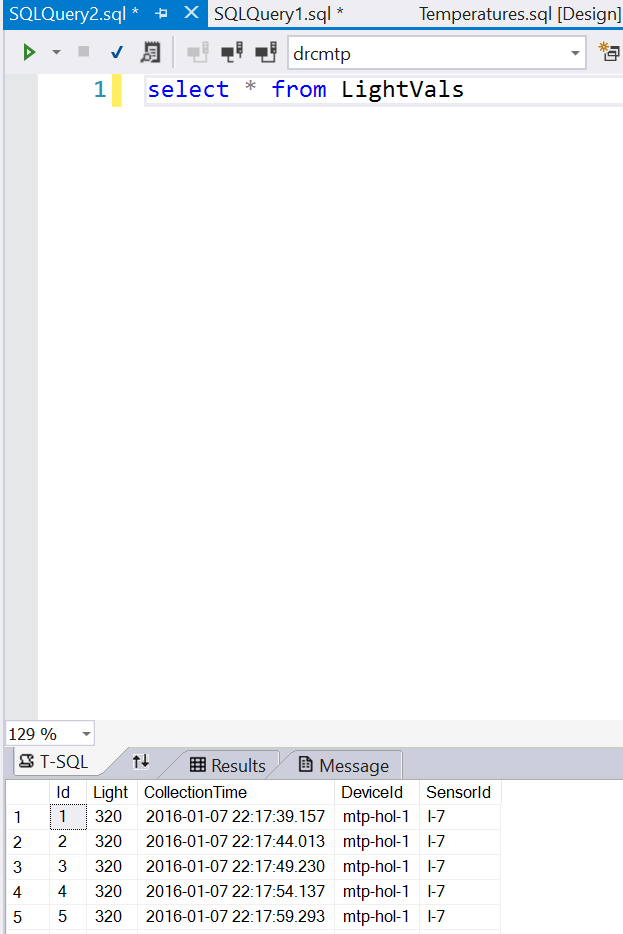 SQLQuery2.sql * SQLQuery1.sql * Temperatures.sql [Design]
drcmtp
1 select * from LightVals
129 %
T-SQL Results Message
Id Light CollectionTime DeviceId SensorId
1 1 320 2016-01-07 22:17:39.157 mtp-hol-1 l-7
2 2 320 2016-01-07 22:17:44.013 mtp-hol-1 l-7
3 3 320 2016-01-07 22:17:49.230 mtp-hol-1 l-7
4 4 320 2016-01-07 22:17:54.137 mtp-hol-1 l-7
5 5 320 2016-01-07 22:17:59.293 mtp-hol-1 l-7